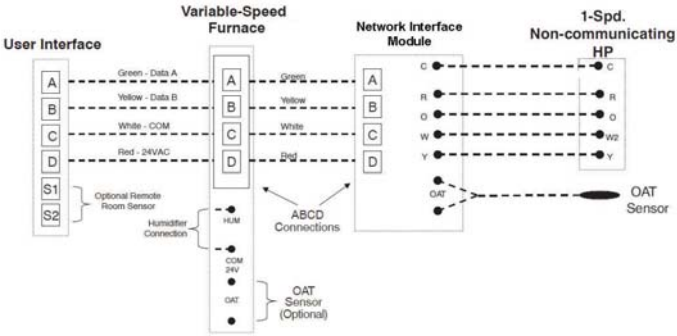 Variable-Speed
Furnace
1-Spd.
Non-communicating
HP
Network Interface
Module
User Interface
A
Green - Data A
A
Green
A
C
C
B
Yellow - Data B
B
Yellow
B
R
R
C
White - COM
C
White
C
O
O
W
W2
D
Red - 24VAC
D
Red
D
Y
Y
S1
S2
Optional Remote
Room Sensor
Humidifier
Connection
HUM
COM
24V
ABCD
Connections
OAT
OAT
Sensor
OAT
OAT
Sensor
(Optional)